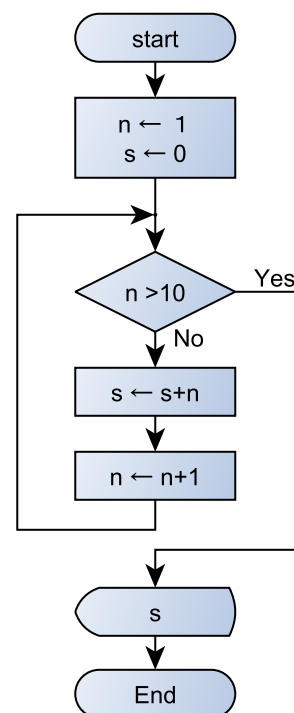 start
n ← 1
s ← 0
n >10
Yes
No
s ← s+n
n ← n+1
s
End